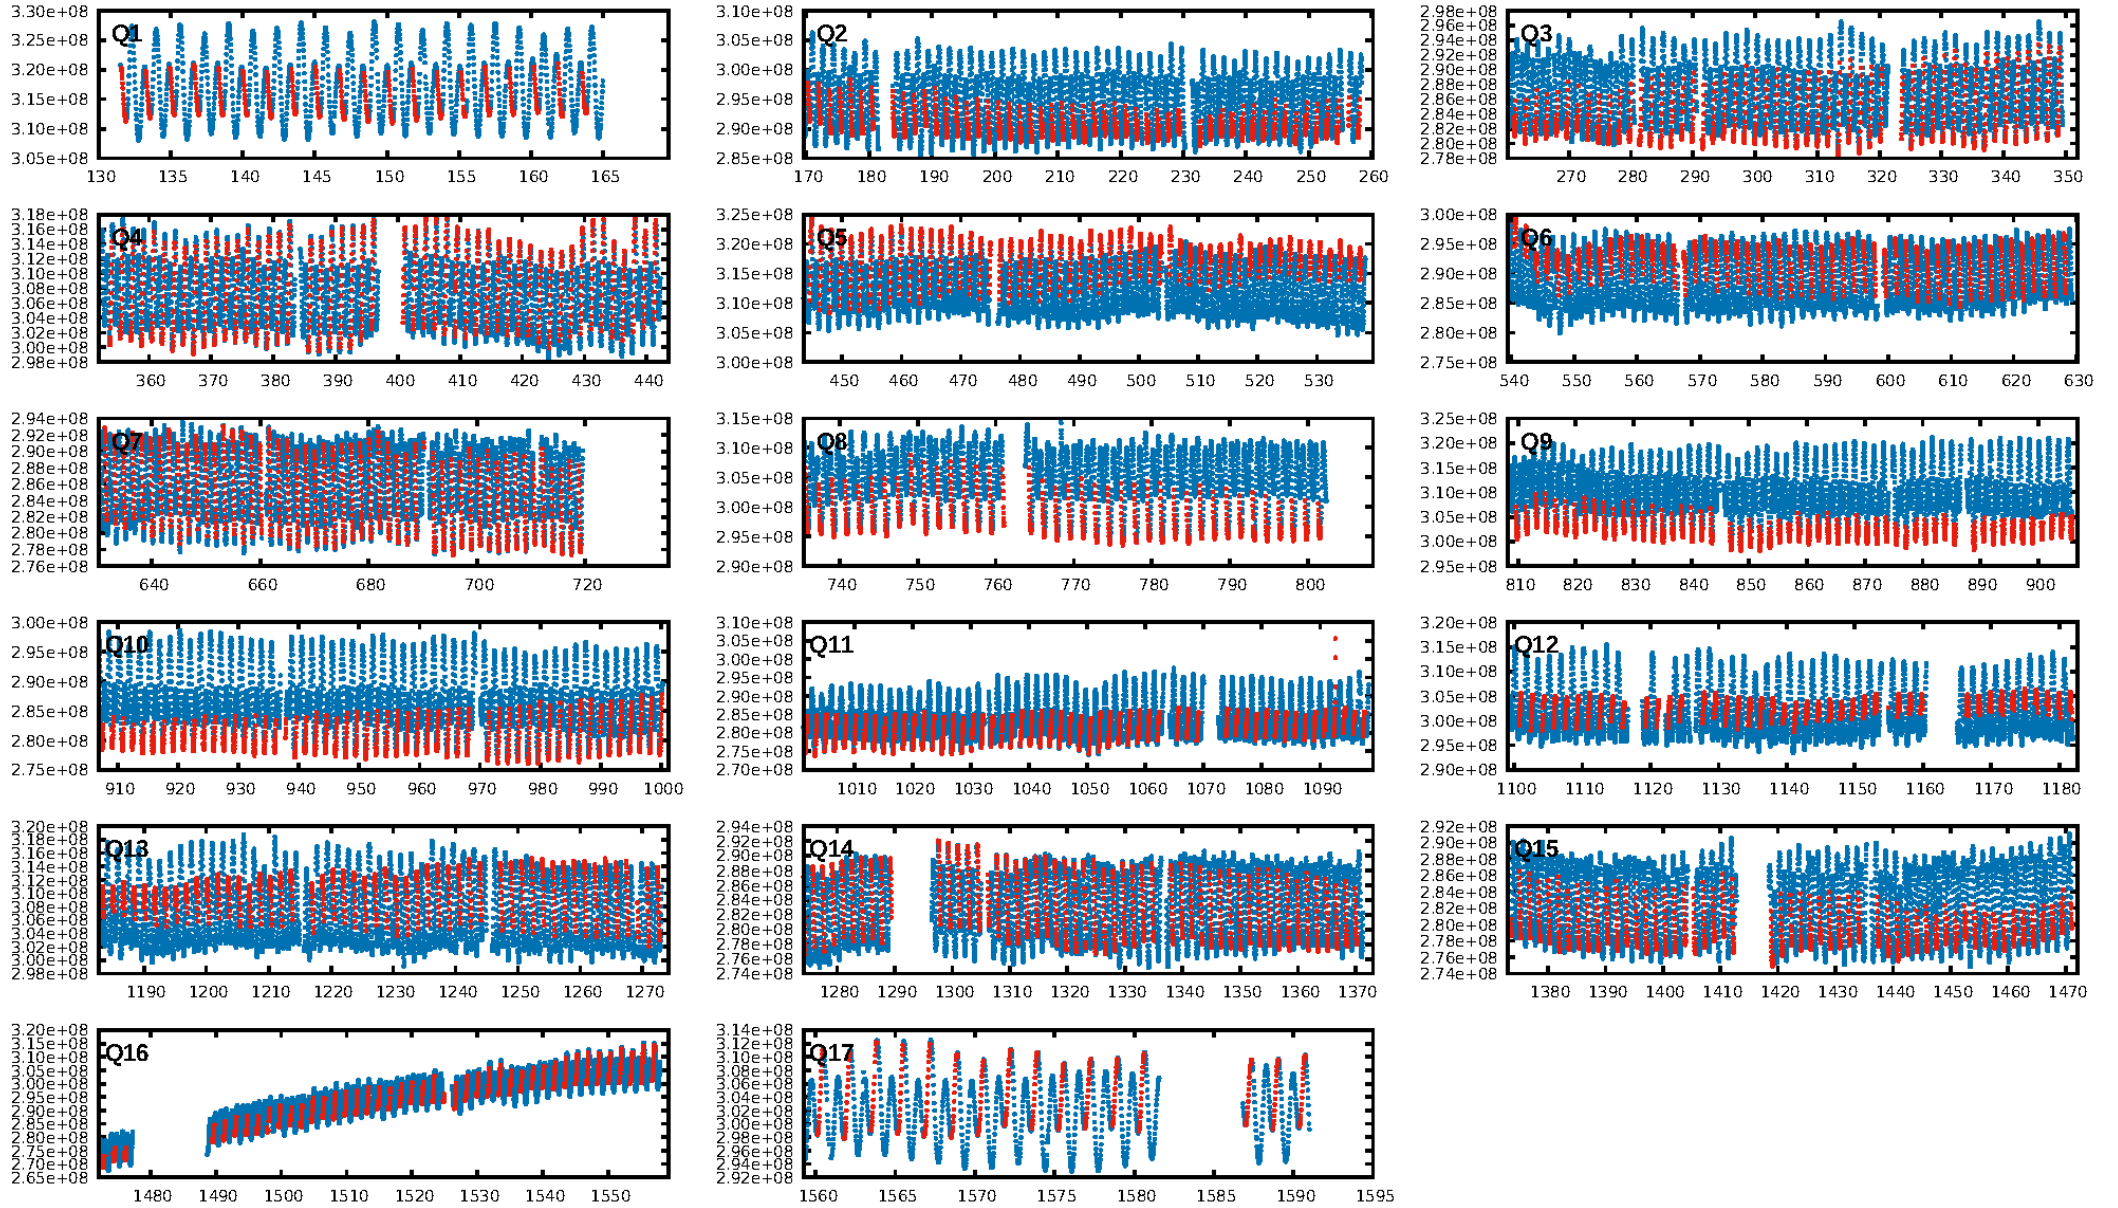 3.30e+08
3.25e+08
3.20e+08
3.15e+08
3.10e+08
3.05e+08
Q1
130 135 140 145 150 155 160 165
3.10e+08
3.05e+08
3.00e+08
2.95e+08
2.90e+08
2.85e+08
Q2
170 180 190 200 210 220 230 240 250 260
2.98e+08
2.96e+08
2.94e+08
2.92e+08
2.90e+08
2.88e+08
2.86e+08
2.84e+08
2.82e+08
2.80e+08
2.78e+08
Q3
270 280 290 300 310 320 330 340 350
3.18e+08
3.16e+08
3.14e+08
3.12e+08
3.10e+08
3.08e+08
3.06e+08
3.04e+08
3.02e+08
3.00e+08
2.98e+08
Q4
360 370 380 390 400 410 420 430 440
3.25e+08
3.20e+08
3.15e+08
3.10e+08
3.05e+08
3.00e+08
Q5
450 460 470 480 490 500 510 520 530
3.00e+08
2.95e+08
2.90e+08
2.85e+08
2.80e+08
2.75e+08
Q6
540 550 560 570 580 590 600 610 620 630
2.94e+08
2.92e+08
2.90e+08
2.88e+08
2.86e+08
2.84e+08
2.82e+08
2.80e+08
2.78e+08
2.76e+08
Q7
640 660 680 700 720
3.15e+08
3.10e+08
3.05e+08
3.00e+08
2.95e+08
2.90e+08
Q8
740 750 760 770 780 790 800
3.25e+08
3.20e+08
3.15e+08
3.10e+08
3.05e+08
3.00e+08
2.95e+08
Q9
810 820 830 840 850 860 870 880 890 900
3.00e+08
2.95e+08
2.90e+08
2.85e+08
2.80e+08
2.75e+08
Q10
910 920 930 940 950 960 970 980 990 1000
3.10e+08
3.05e+08
3.00e+08
2.95e+08
2.90e+08
2.85e+08
2.80e+08
2.75e+08
2.70e+08
Q11
1010 1020 1030 1040 1050 1060 1070 1080 1090
3.20e+08
3.15e+08
3.10e+08
3.05e+08
3.00e+08
2.95e+08
2.90e+08
Q12
1100 1110 1120 1130 1140 1150 1160 1170 1180
3.20e+08
3.18e+08
3.16e+08
3.14e+08
3.12e+08
3.10e+08
3.08e+08
3.06e+08
3.04e+08
3.02e+08
3.00e+08
2.98e+08
Q13
1190 1200 1210 1220 1230 1240 1250 1260 1270
2.94e+08
2.92e+08
2.90e+08
2.88e+08
2.86e+08
2.84e+08
2.82e+08
2.80e+08
2.78e+08
2.76e+08
2.74e+08
Q14
1280 1290 1300 1310 1320 1330 1340 1350 1360 1370
2.92e+08
2.90e+08
2.88e+08
2.86e+08
2.84e+08
2.82e+08
2.80e+08
2.78e+08
2.76e+08
2.74e+08
Q15
1380 1390 1400 1410 1420 1430 1440 1450 1460 1470
3.20e+08
3.15e+08
3.10e+08
3.05e+08
3.00e+08
2.95e+08
2.90e+08
2.85e+08
2.80e+08
2.75e+08
2.70e+08
2.65e+08
Q16
1480 1490 1500 1510 1520 1530 1540 1550
3.14e+08
3.12e+08
3.10e+08
3.08e+08
3.06e+08
3.04e+08
3.02e+08
3.00e+08
2.98e+08
2.96e+08
2.94e+08
2.92e+08
Q17
1560 1565 1570 1575 1580 1585 1590 1595